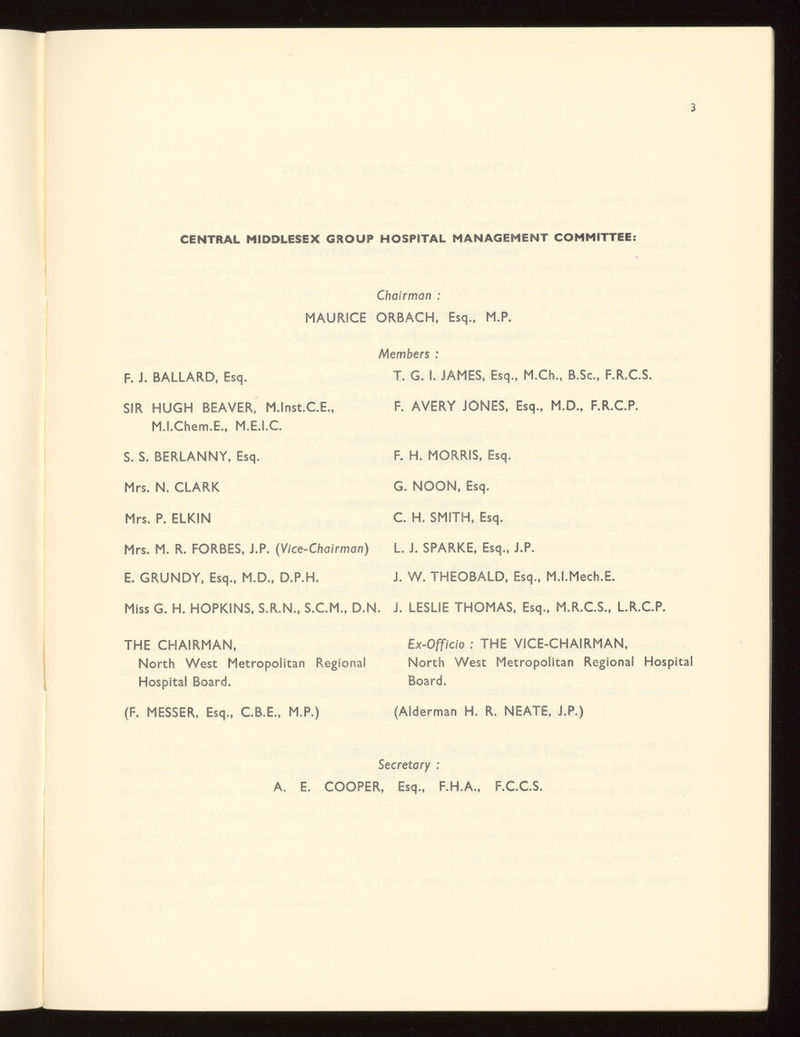 3
CENTRAL MIDDLESEX GROUP HOSPITAL MANAGEMENT COMMITTEE:
Chairman :
MAURICE ORBACH, Esq., M.P.
Members :
F. J. BALLARD, Esq.
T. G. I. JAMES, Esq., M.Ch., B.Sc., F.R.C.S.
SIR HUGH BEAVER, M.Inst.C.E.,
M.I.Chem.E., M.E.I.C.
F. AVERY JONES, Esq., M.D., F.R.C.P.
S. S. BERLANNY, Esq.
F. H. MORRIS, Esq.
Mrs. N. CLARK
G. NOON, Esq.
Mrs. P. ELKIN
C. H. SMITH, Esq.
Mrs. M. R. FORBES, J.P. (Vice-Chairman)
L. J. SPARKE, Esq., J.P.
E. GRUNDY, Esq., M.D., D.P.H.
J. W. THEOBALD, Esq., M.I.Mech.E.
Miss G. H. HOPKINS, S.R.N., S.C.M., D.N.
J. LESLIE THOMAS, Esq., M.R.C.S., L.R.C.P.
THE CHAIRMAN,
North West Metropolitan Regional
Hospital Board.
(F. MESSER, Esq., C.B.E., M.P.)
Ex-Officio : THE VICE-CHAIRMAN,
North West Metropolitan Regional Hospital
Board.
(Alderman H. R. NEATE, J.P.)
Secretary :
A. E. COOPER, Esq., F.H.A., F.C.C.S.